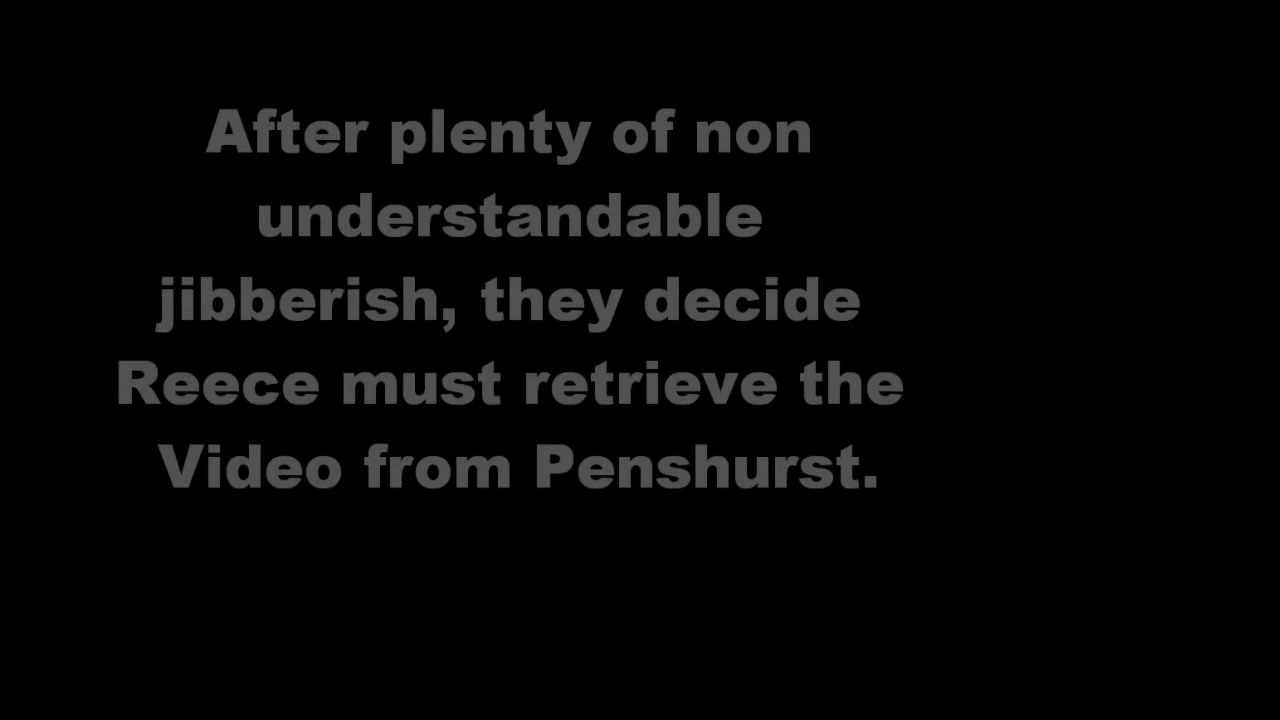 After plenty of non
understandable
jibberish, they decide
Reece must retrieve the
Video from Penshurst.